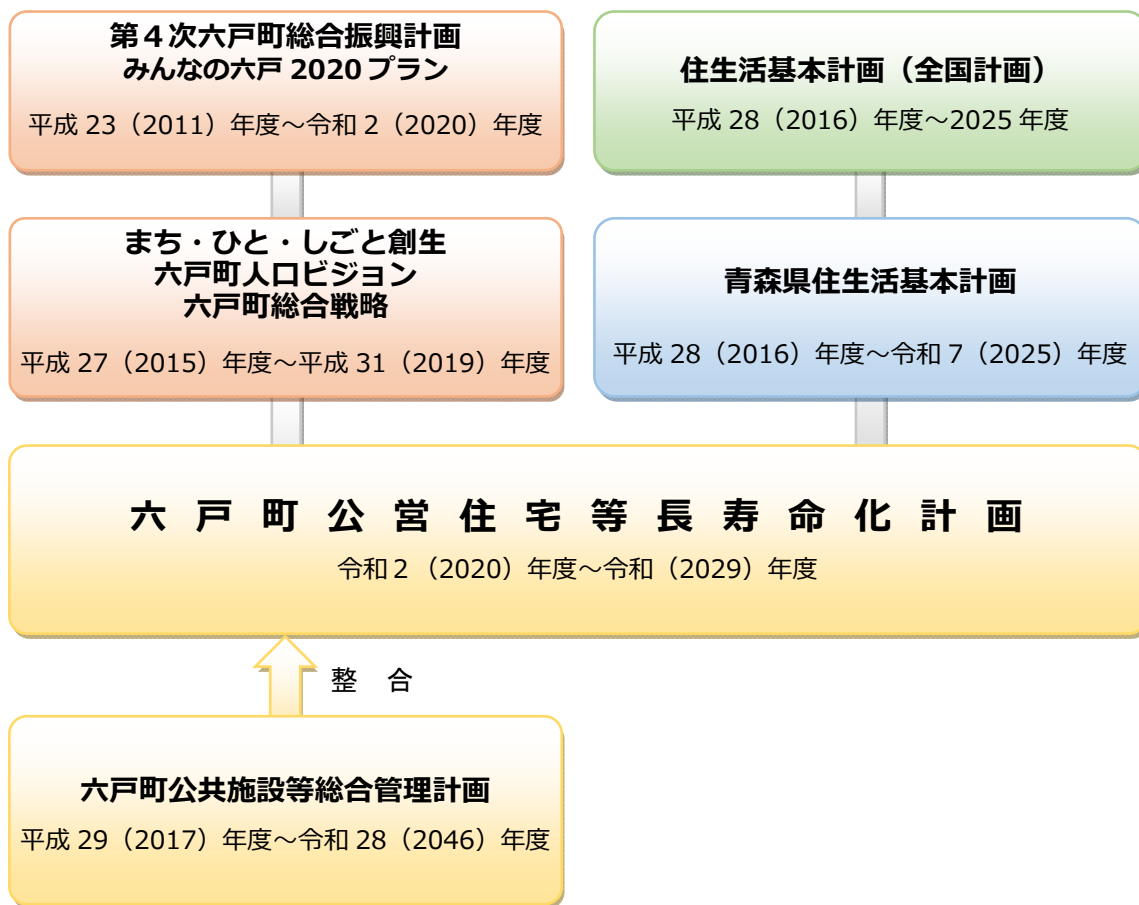 第４次六戸町総合振興計画
みんなの六戸 2020 プラン
平成 23（2011）年度～令和 2（2020）年度
住生活基本計画（全国計画）
平成 28（2016）年度～2025 年度
まち・ひと・しごと創生
六戸町人口ビジョン
六戸町総合戦略
平成 27（2015）年度～平成 31（2019）年度
青森県住生活基本計画
平成 28（2016）年度～令和 7（2025）年度
六戸町公営住宅等長寿命化計画
令和２（2020）年度～令和（2029）年度
整　合
六戸町公共施設等総合管理計画
平成 29（2017）年度～令和 28（2046）年度